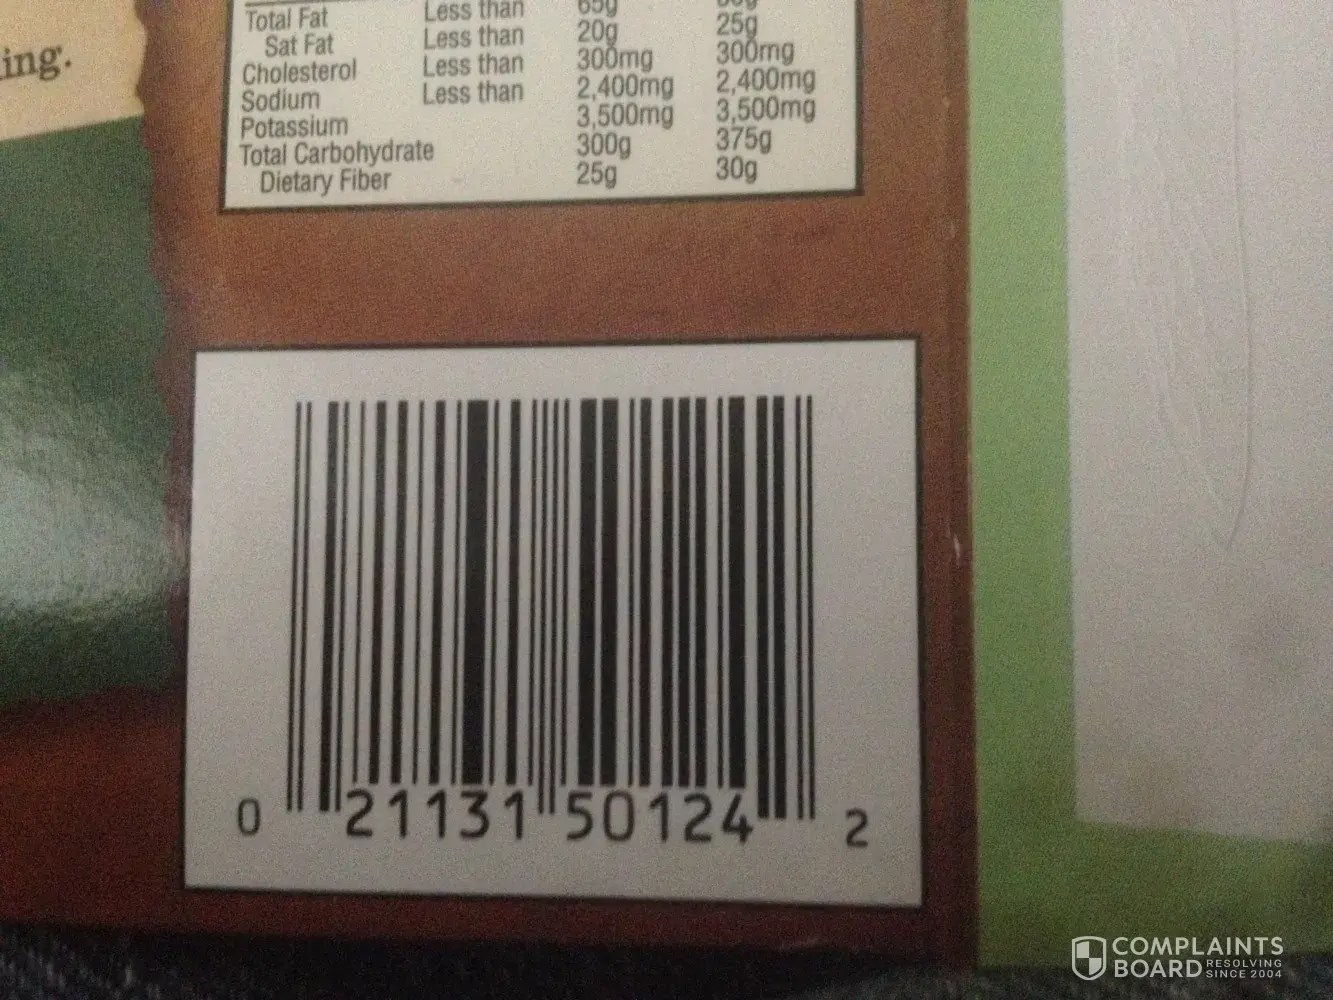 ing.
Total Fat Less than 65g 80g
Sat Fat Less than 20g 25g
Cholesterol Less than 300mg 300mg
Sodium Less than 2,400mg 2,400mg
Potassium 3,500mg 3,500mg
Total Carbohydrate 300g 375g
Dietary Fiber 25g 30g
0 21131 50124 2
COMPLAINTS
BOARD RESOLVING
SINCE 2004